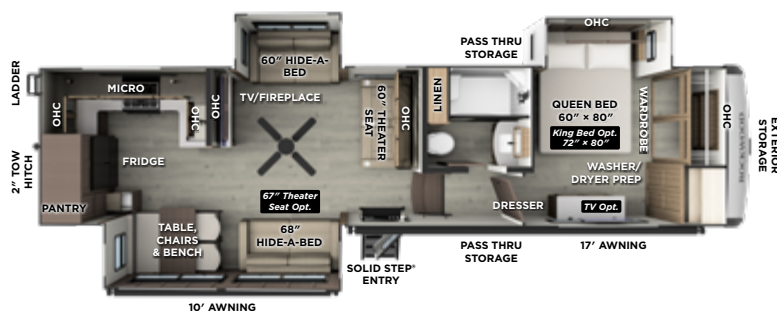 OHC
PASS THRU
STORAGE
60" HIDE-A-
BED
LADDER
MICRO
OHC
OHC
OHC
TV/FIREPLACE
60" THEATER
SEAT
OHC
LINEN
QUEEN BED
60" × 80"
King Bed Opt.
72" × 80"
WARDROBE
OHC
EXTERIOR
STORAGE
2" TOW
HITCH
FRIDGE
WASHER/
DRYER PREP
PANTRY
67" Theater
Seat Opt.
DRESSER
TV Opt.
TABLE,
CHAIRS
& BENCH
68"
HIDE-A-BED
SOLID STEP®
ENTRY
PASS THRU
STORAGE
17' AWNING
10' AWNING